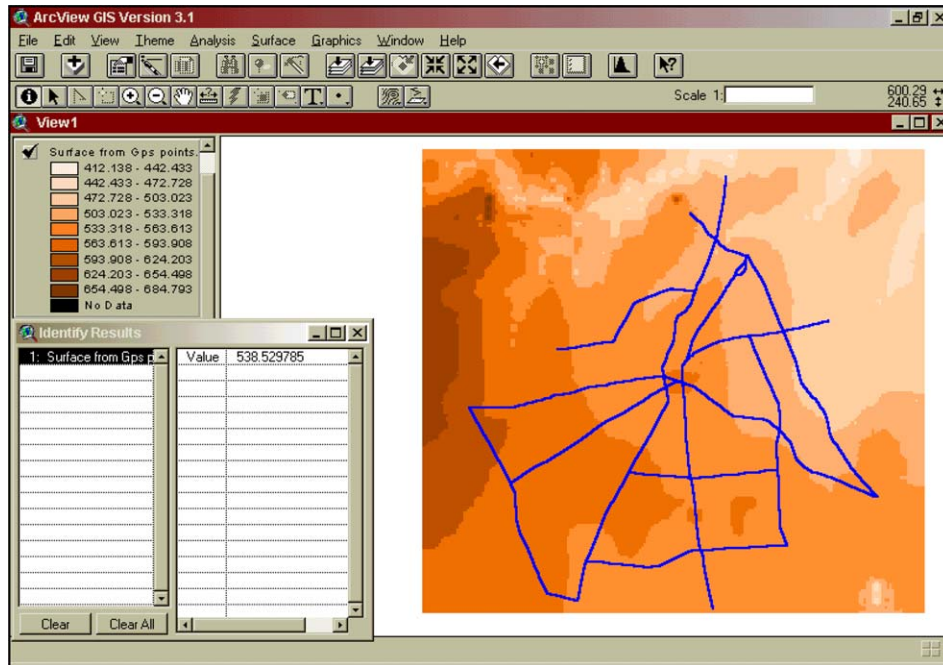 ArcView GIS Version 3.1
File Edit View Theme Analysis Surface Graphics Window Help
Scale 1:
600.29
240.65
View1
Surface from Gps points.
412.138 - 442.433
442.433 - 472.728
472.728 - 503.023
503.023 - 533.318
533.318 - 563.613
563.613 - 593.908
593.908 - 624.203
624.203 - 654.498
654.498 - 684.793
No Data
Identify Results
1: Surface from Gps p
Value 538.529785
Clear Clear All